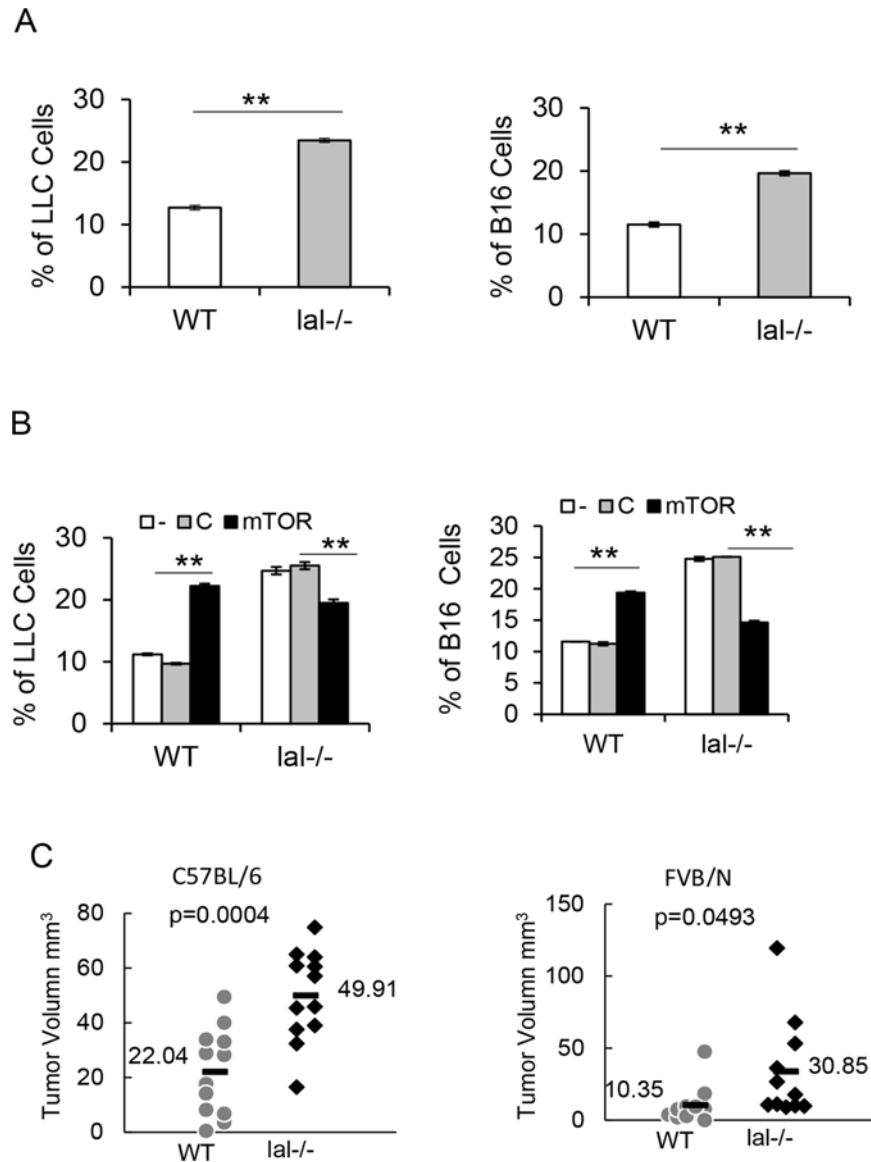 A
% of LLC Cells
30
20
10
0
**
WT
lal-/-
% of B16 Cells
30
20
10
0
**
WT
lal-/-
B
- C mTOR
% of LLC Cells
30
20
10
0
**
**
WT
lal-/-
- C mTOR
% of B16 Cells
30
25
20
15
10
5
0
**
**
WT
lal-/-
C
C57BL/6
p=0.0004
Tumor Volumn mm³
80
60
40
20
0
22.04
49.91
WT
lal-/-
FVB/N
p=0.0493
Tumor Volumn mm³
150
100
50
0
10.35
30.85
WT
lal-/-